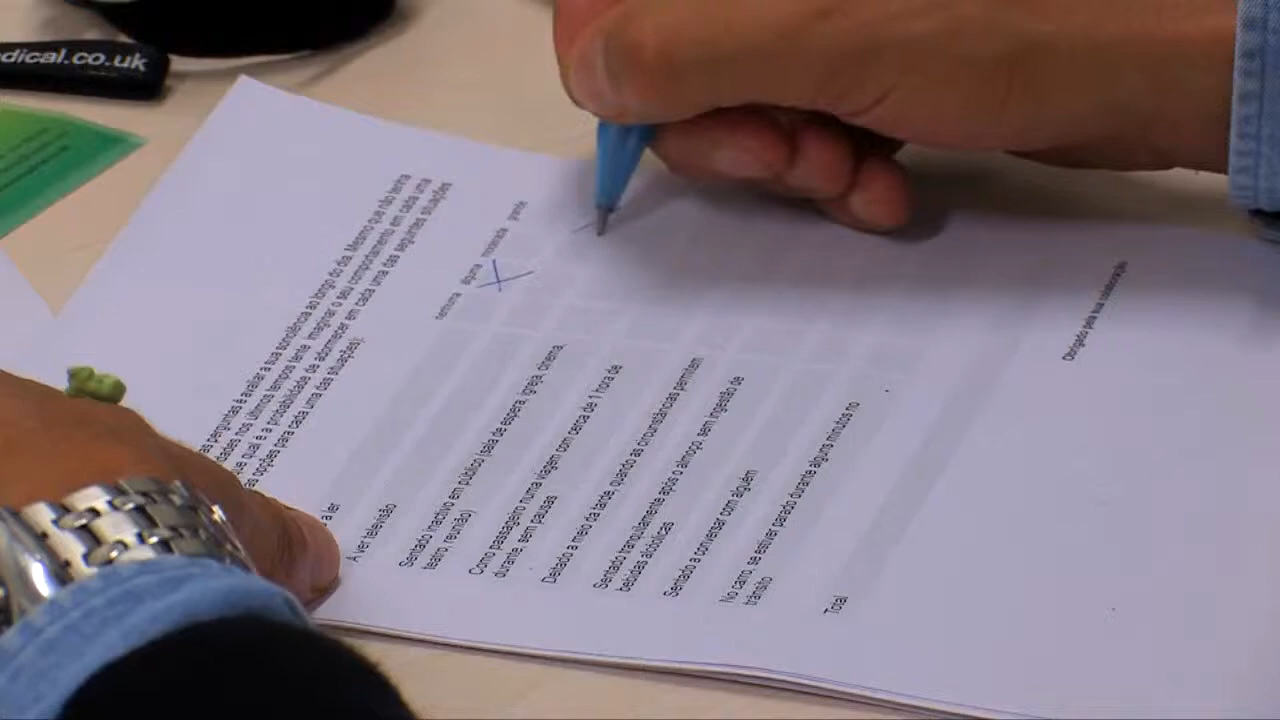 dical.co.uk
perguntas é avaliar a sua sonolência ao longo do dia. Mesmo que não tenha
dades nos últimos tempos tente imaginar o seu comportamento em cada uma
que qual é a probabilidade de adormecer em cada uma das seguintes situações
opções para cada uma das situações):
nenhuma alguma moderada grande
a ler
A ver televisão
Sentado inactivo em público (sala de espera, igreja, cinema,
teatro, reunião)
Como passageiro numa viagem com cerca de 1 hora de
durante, sem pausas
Deitado a meio da tarde, quando as circunstâncias permitem
Sentado tranquilamente após o almoço, sem ingestão de
bebidas alcoólicas
Sentado a conversar com alguém
No carro, se estiver parado durante alguns minutos no
trânsito
Total
Obrigado pela sua colaboração